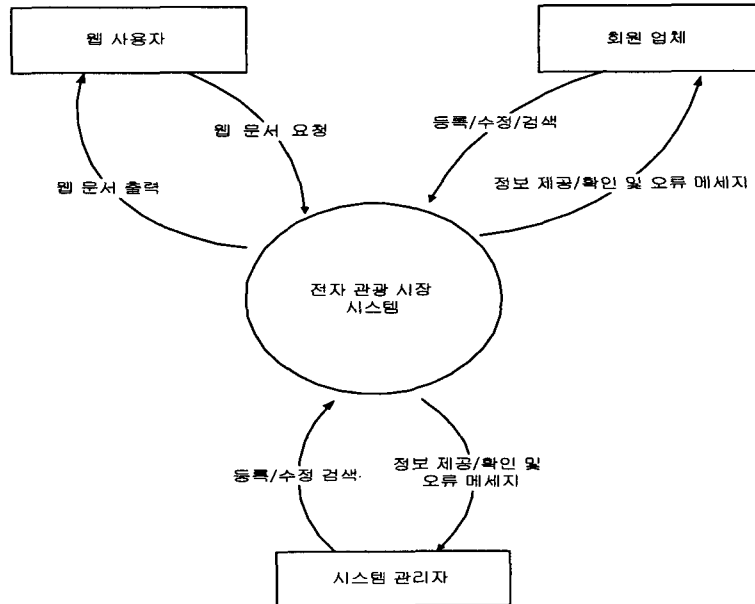 웹 사용자
회원 업체
등록/수정/검색
웹 문서 요청
정보 제공/확인 및 오류 메세지
웹 문서 출력
전자 관광 시장
시스템
등록/수정 검색
정보 제공/확인 및
오류 메세지
시스템 관리자